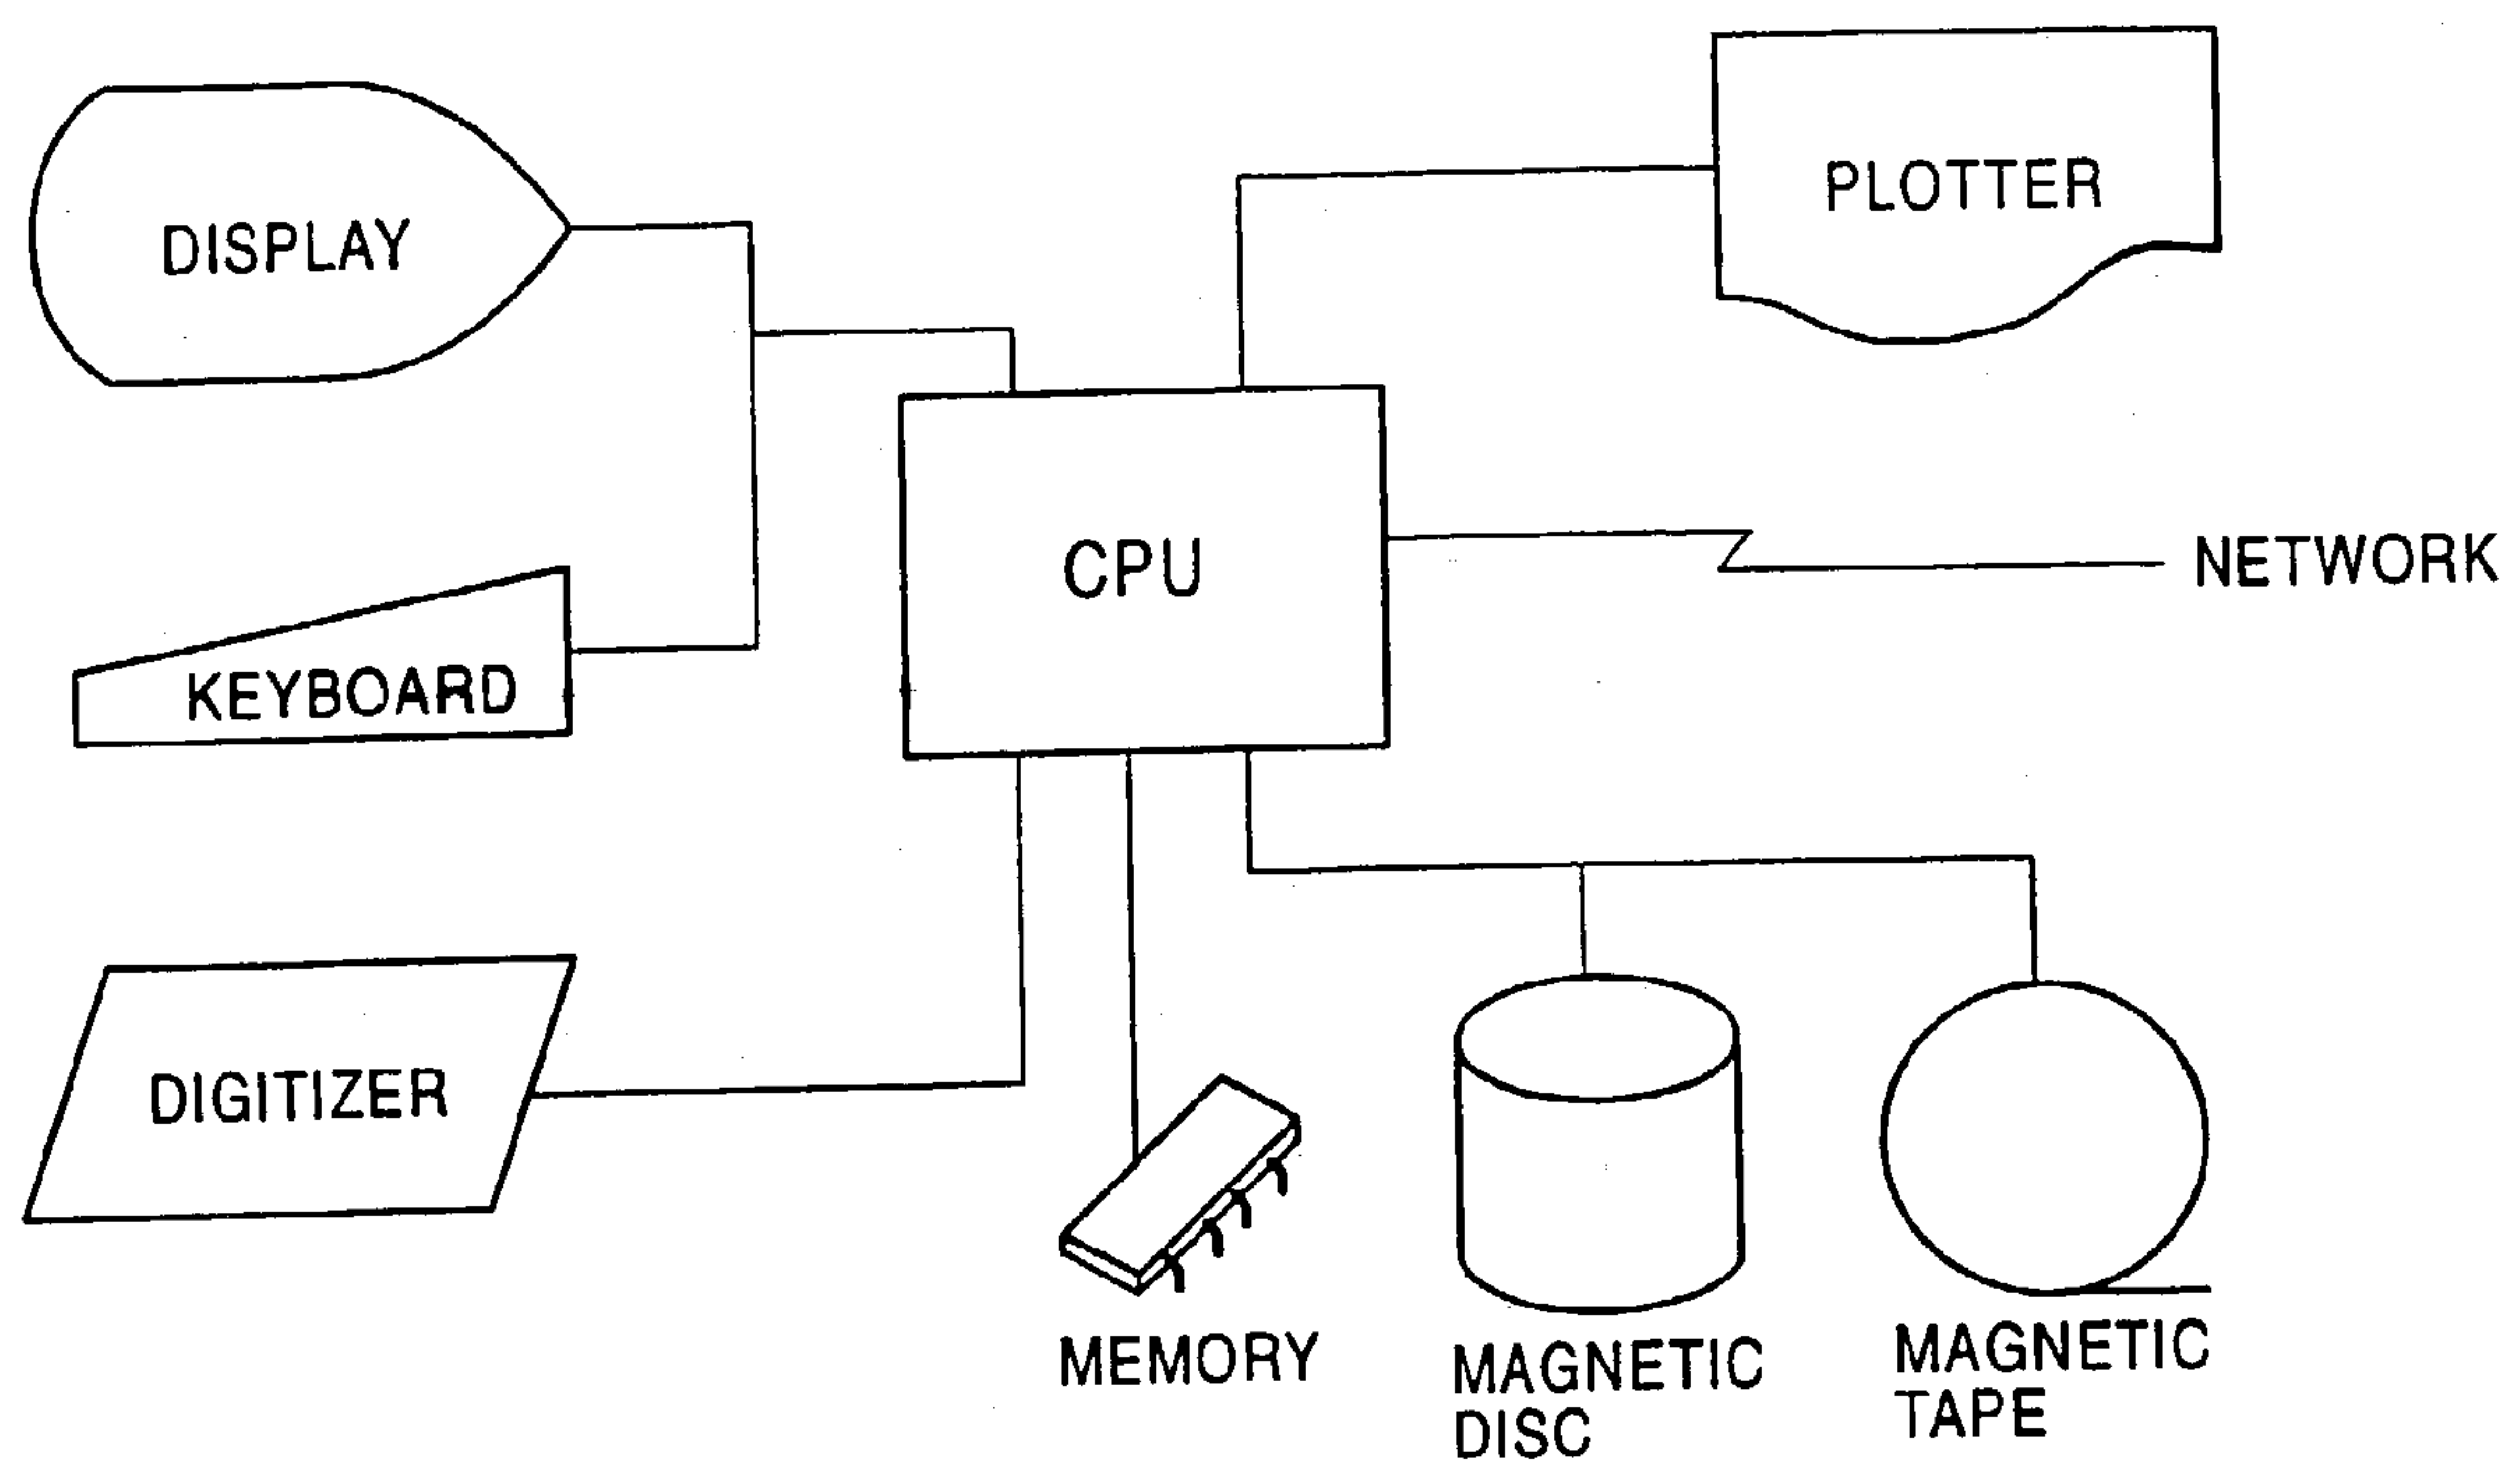 DISPLAY
PLOTTER
CPU
NETWORK
KEYBOARD
DIGITIZER
MEMORY
MAGNETIC
DISC
MAGNETIC
TAPE